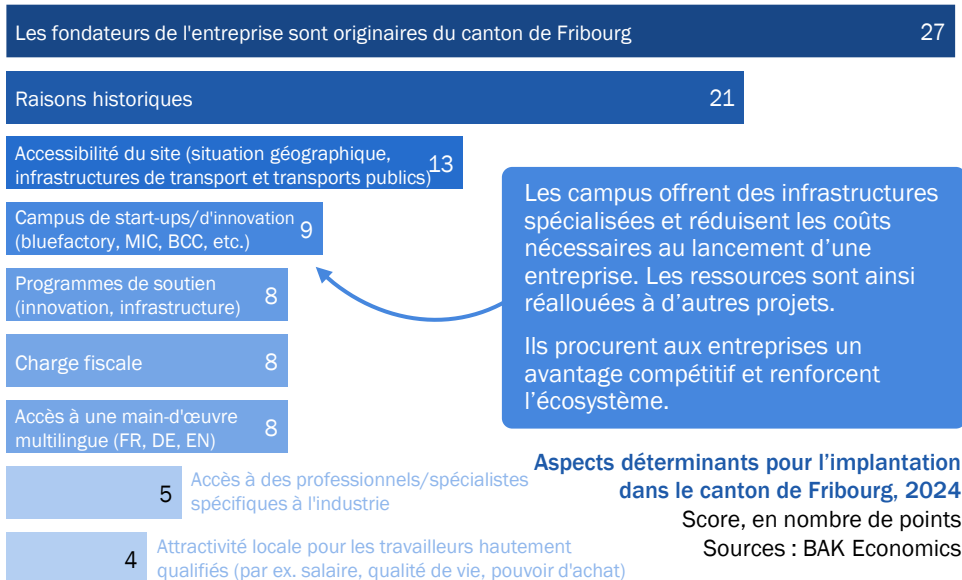 Les fondateurs de l'entreprise sont originaires du canton de Fribourg 27
Raisons historiques 21
Accessibilité du site (situation géographique,
infrastructures de transport et transports publics) 13
Campus de start-ups/d'innovation
(bluefactory, MIC, BCC, etc.) 9
Programmes de soutien
(innovation, infrastructure) 8
Charge fiscale 8
Accès à une main-d'œuvre
multilingue (FR, DE, EN) 8
5 Accès à des professionnels/spécialistes
spécifiques à l'industrie
4 Attractivité locale pour les travailleurs hautement
qualifiés (par ex. salaire, qualité de vie, pouvoir d'achat)
Les campus offrent des infrastructures
spécialisées et réduisent les coûts
nécessaires au lancement d’une
entreprise. Les ressources sont ainsi
réallouées à d’autres projets.
Ils procurent aux entreprises un
avantage compétitif et renforcent
l’écosystème.
Aspects déterminants pour l’implantation
dans le canton de Fribourg, 2024
Score, en nombre de points
Sources : BAK Economics